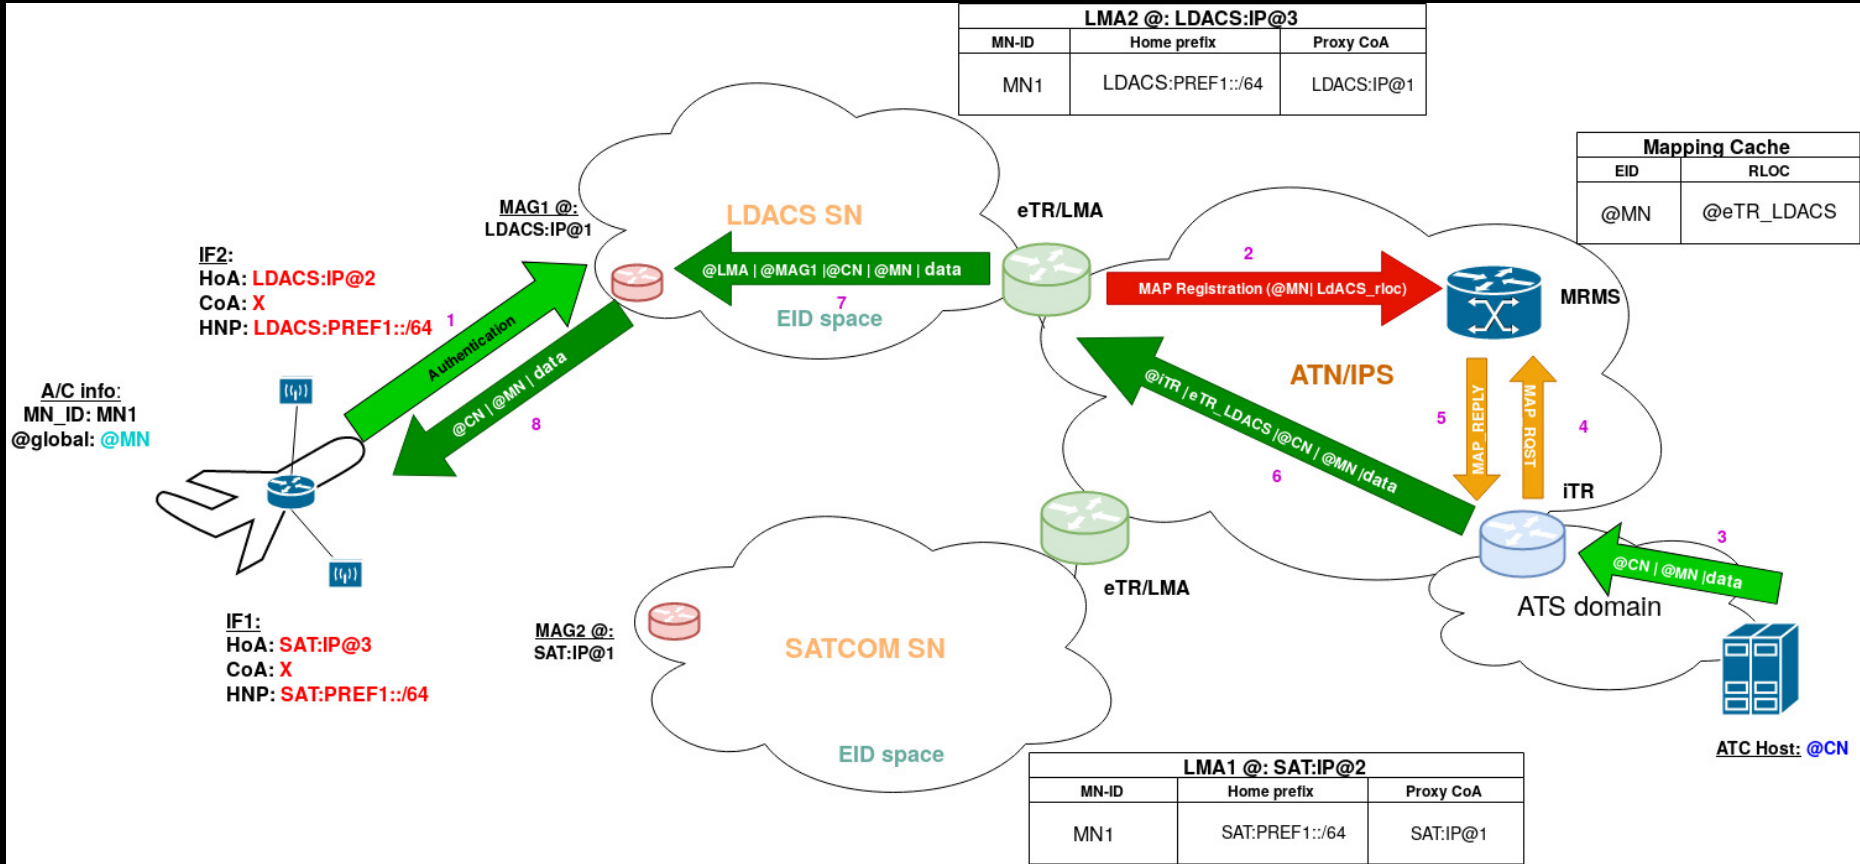 LMA2 @: LDACS:IP@3
MN-ID Home prefix Proxy CoA
MN1 LDACS:PREF1::/64 LDACS:IP@1
Mapping Cache
EID RLOC
@MN @eTR_LDACS
MAG1 @:
LDACS:IP@1
LDACS SN
eTR/LMA
IF2:
HoA: LDACS:IP@2
CoA: X
HNP: LDACS:PREF1::/64
1
Authentication
@LMA | @MAG1 |@CN | @MN | data
7
EID space
2
MAP Registration (@MN| LdACS_rloc)
MRMS
ATN/IPS
A/C info:
MN_ID: MN1
@global: @MN
@CN | @MN | data
8
@iTR |eTR_LDACS |@CN | @MN |data
6
5
MAP_REPLY
MAP_RQST
4
iTR
3
@CN | @MN |data
ATS domain
eTR/LMA
IF1:
HoA: SAT:IP@3
CoA: X
HNP: SAT:PREF1::/64
MAG2 @:
SAT:IP@1
SATCOM SN
EID space
ATC Host: @CN
LMA1 @: SAT:IP@2
MN-ID Home prefix Proxy CoA
MN1 SAT:PREF1::/64 SAT:IP@1